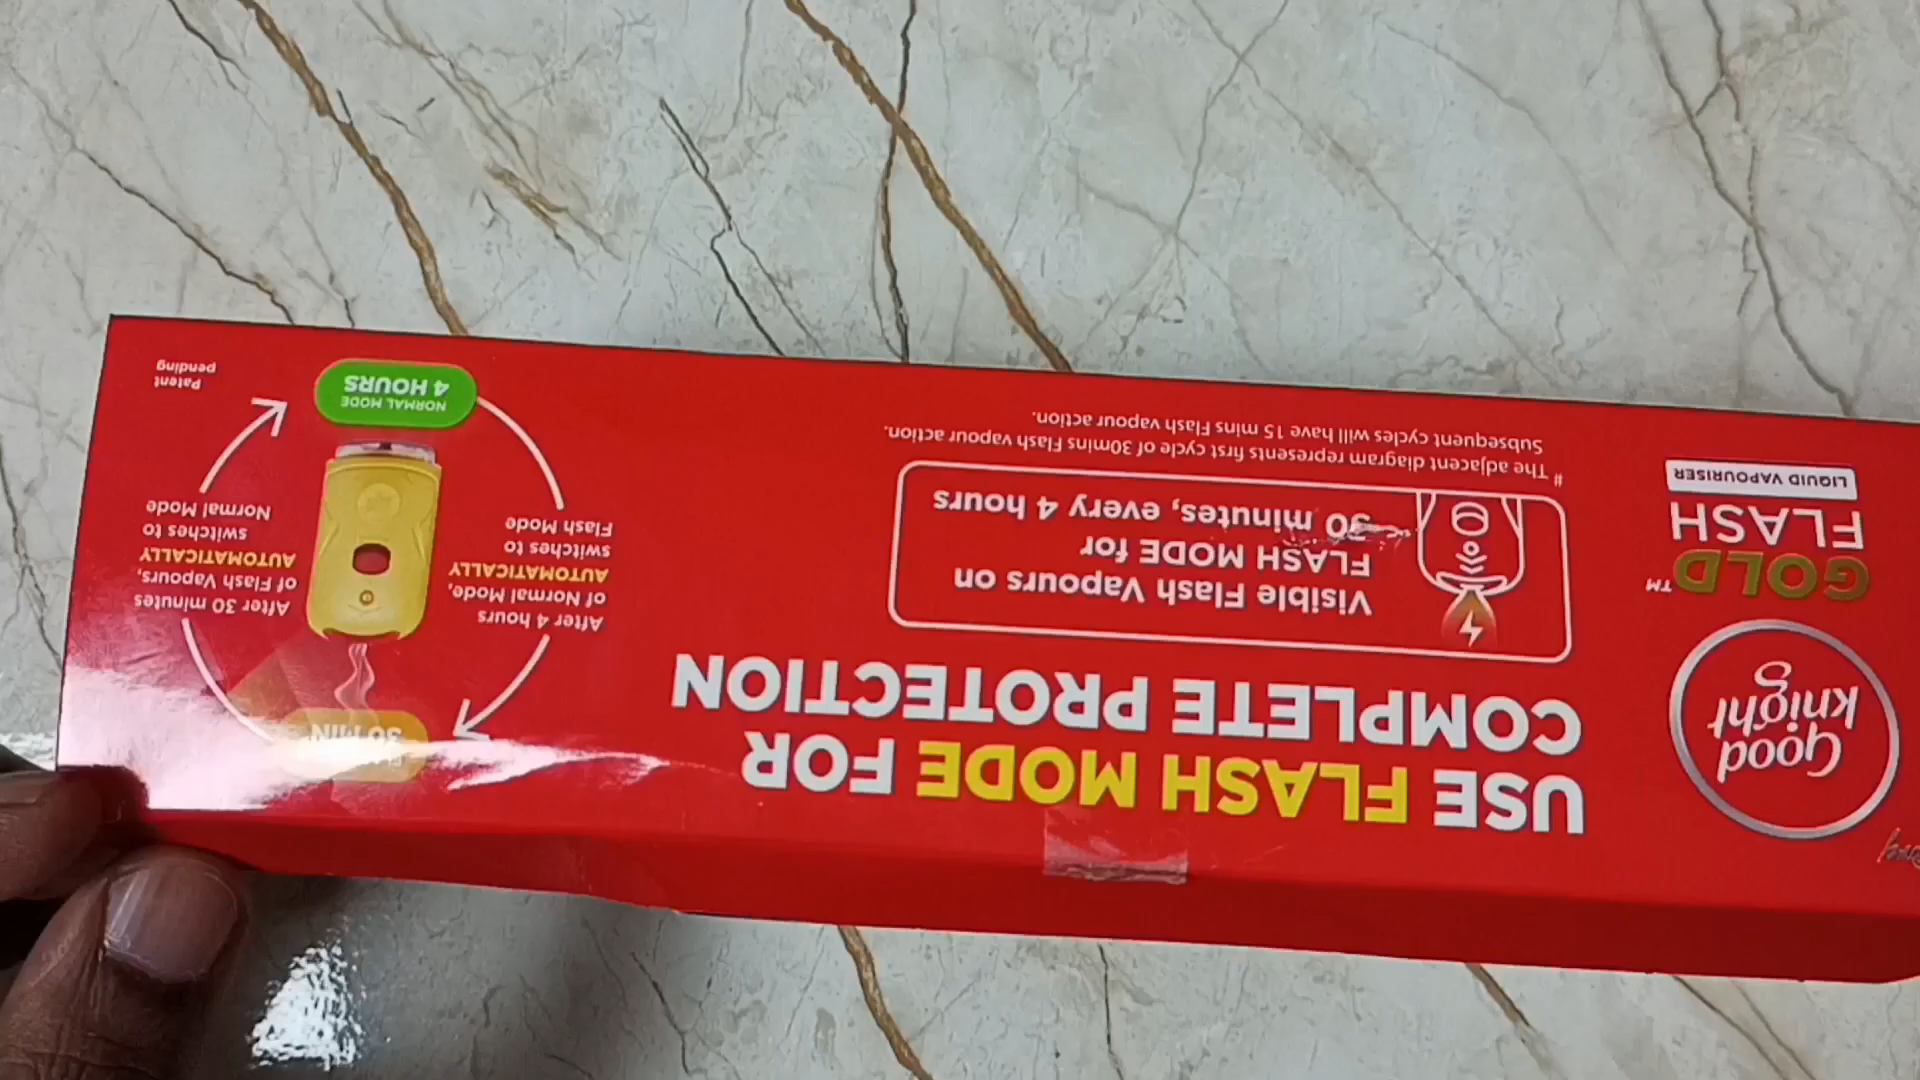 Good
knight
GOLD™
FLASH
LIQUID VAPOURISER
USE FLASH MODE FOR
COMPLETE PROTECTION
Visible Flash Vapours on
FLASH MODE for
30 minutes, every 4 hours
# The adjacent diagram represents first cycle of 30mins Flash vapour action.
Subsequent cycles will have 15 mins Flash vapour action.
30 MIN
After 4 hours
of Normal Mode,
AUTOMATICALLY
switches to
Flash Mode
After 30 minutes
of Flash Vapours,
AUTOMATICALLY
switches to
Normal Mode
NORMAL MODE
4 HOURS
Patent
pending